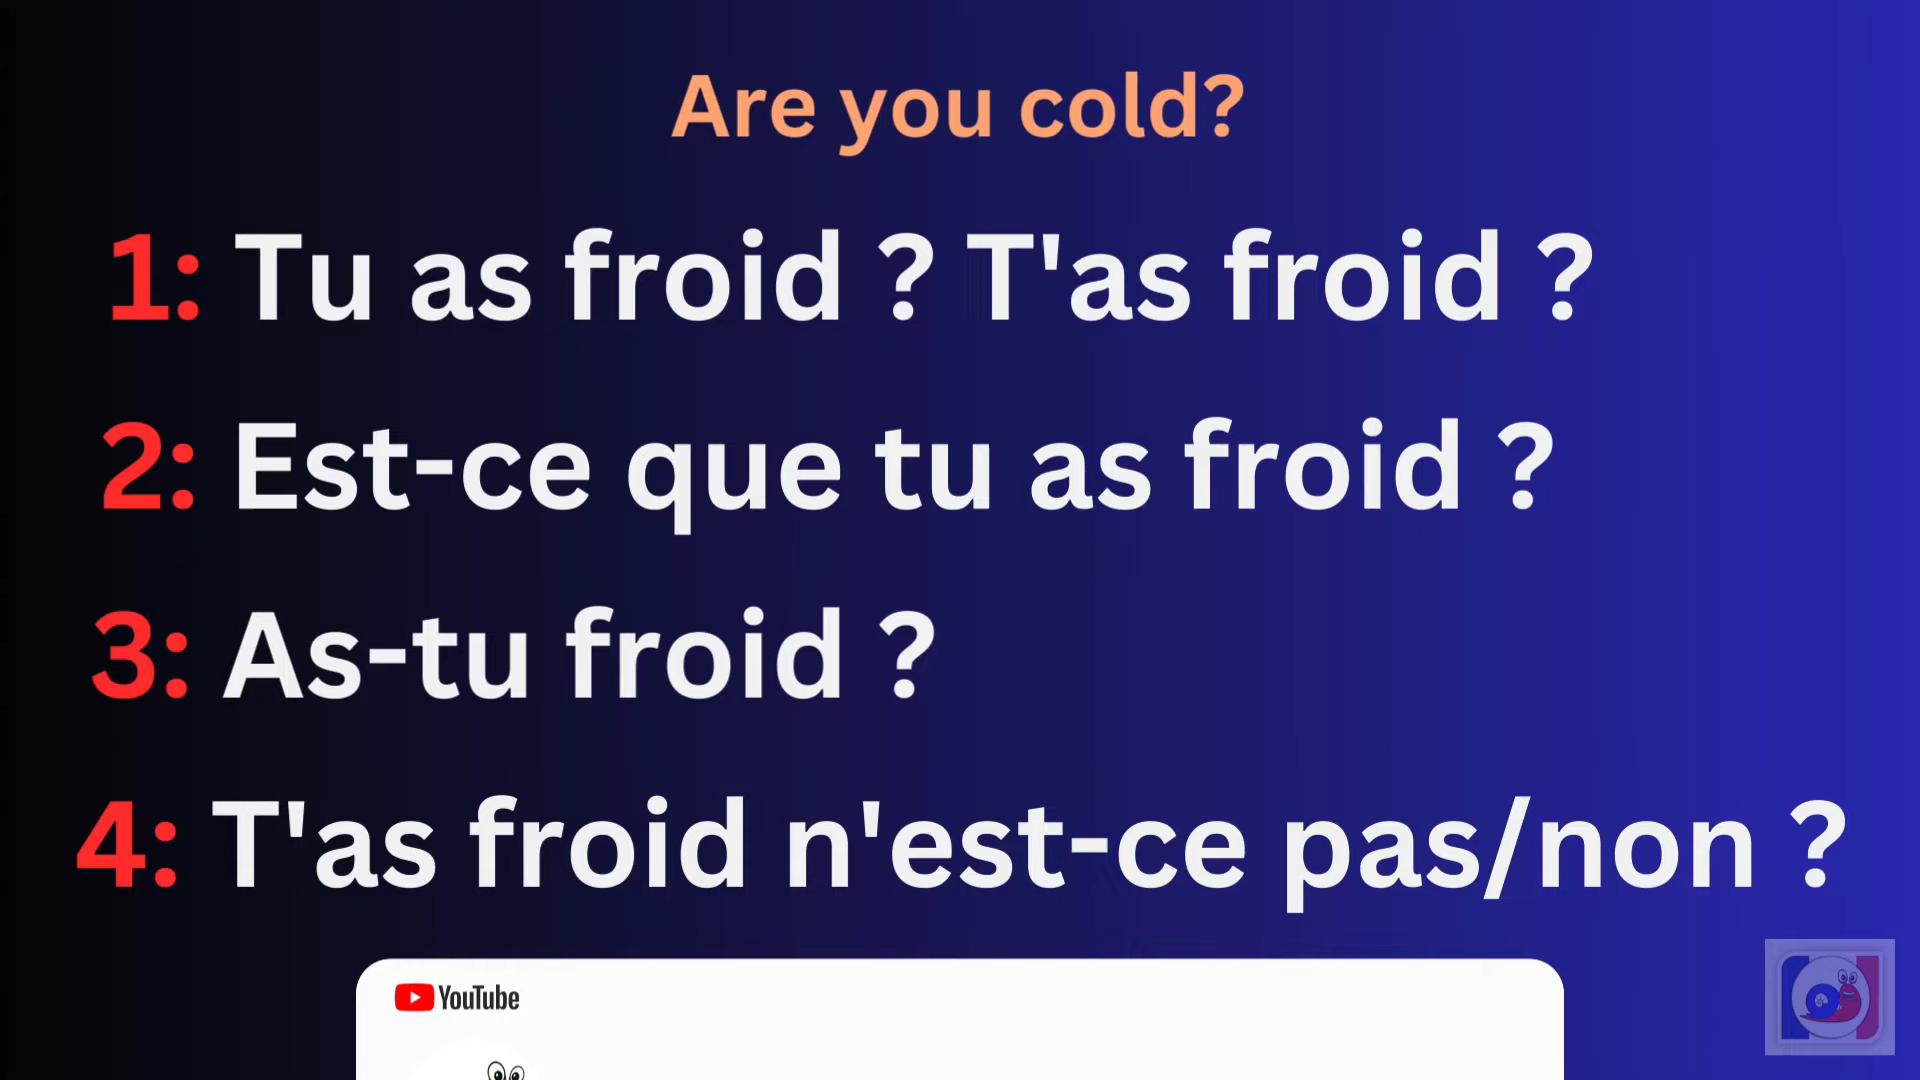 Are you cold?
1: Tu as froid ? T'as froid ?
2: Est-ce que tu as froid ?
3: As-tu froid ?
4: T'as froid n'est-ce pas/non ?
YouTube